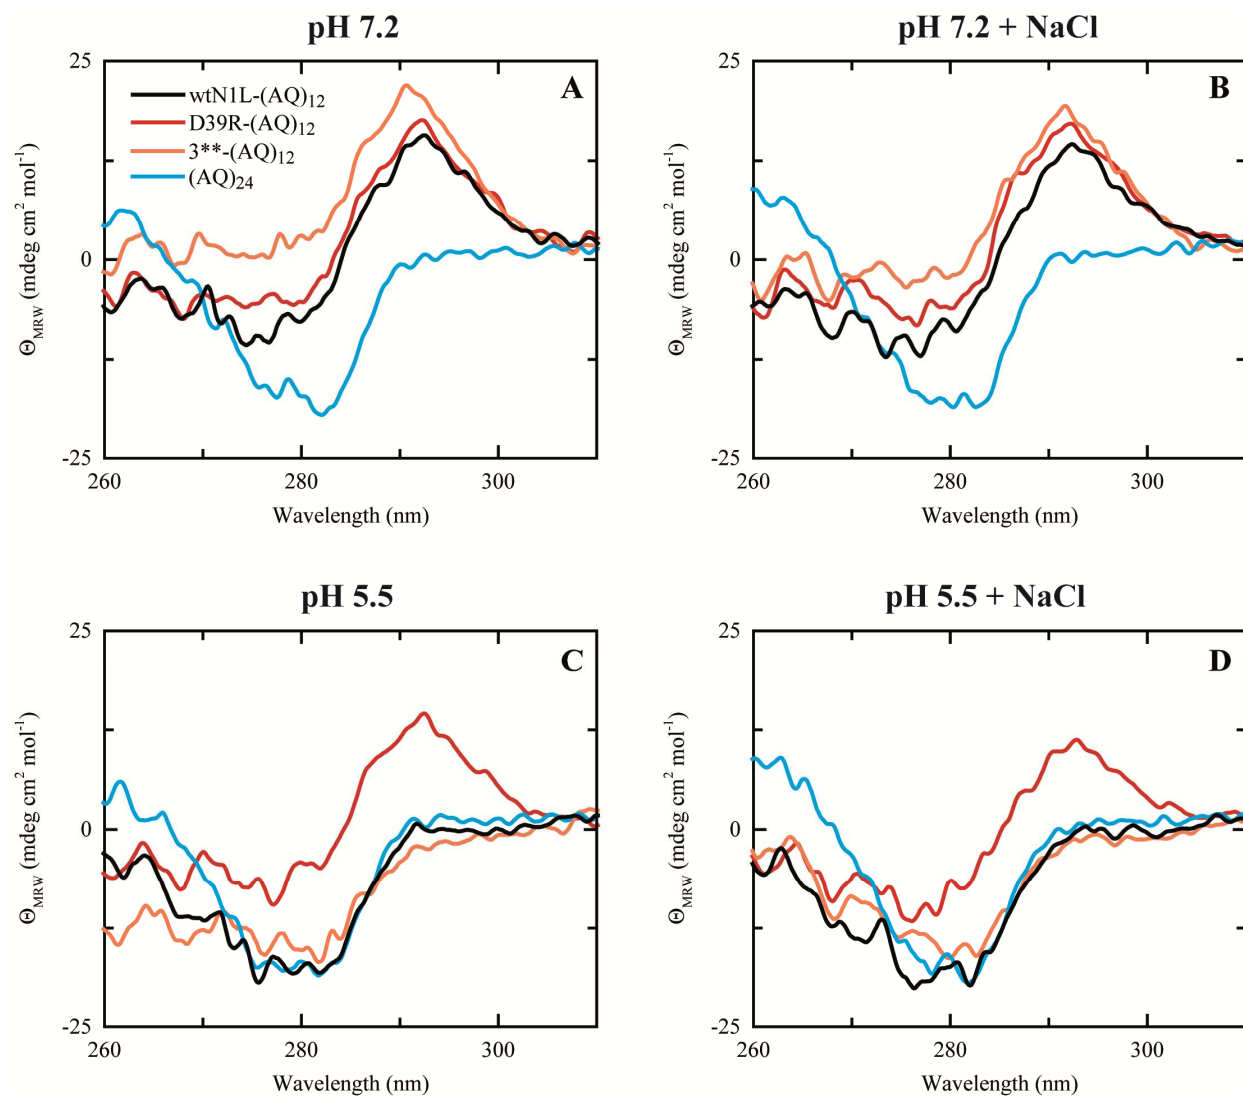 pH 7.2
25
0
-25
ΘMRW (mdeg cm² mol⁻¹)
A
wtN1L-(AQ)₁₂
D39R-(AQ)₁₂
3**-(AQ)₁₂
(AQ)₂₄
260
280
300
Wavelength (nm)
pH 7.2 + NaCl
25
0
-25
Θ_MRW (mdeg cm² mol⁻¹)
B
260
280
300
Wavelength (nm)
pH 5.5
25
0
-25
Θ_MRW (mdeg cm² mol⁻¹)
C
260
280
300
Wavelength (nm)
pH 5.5 + NaCl
25
0
-25
Θ_MRW (mdeg cm² mol⁻¹)
D
260
280
300
Wavelength (nm)